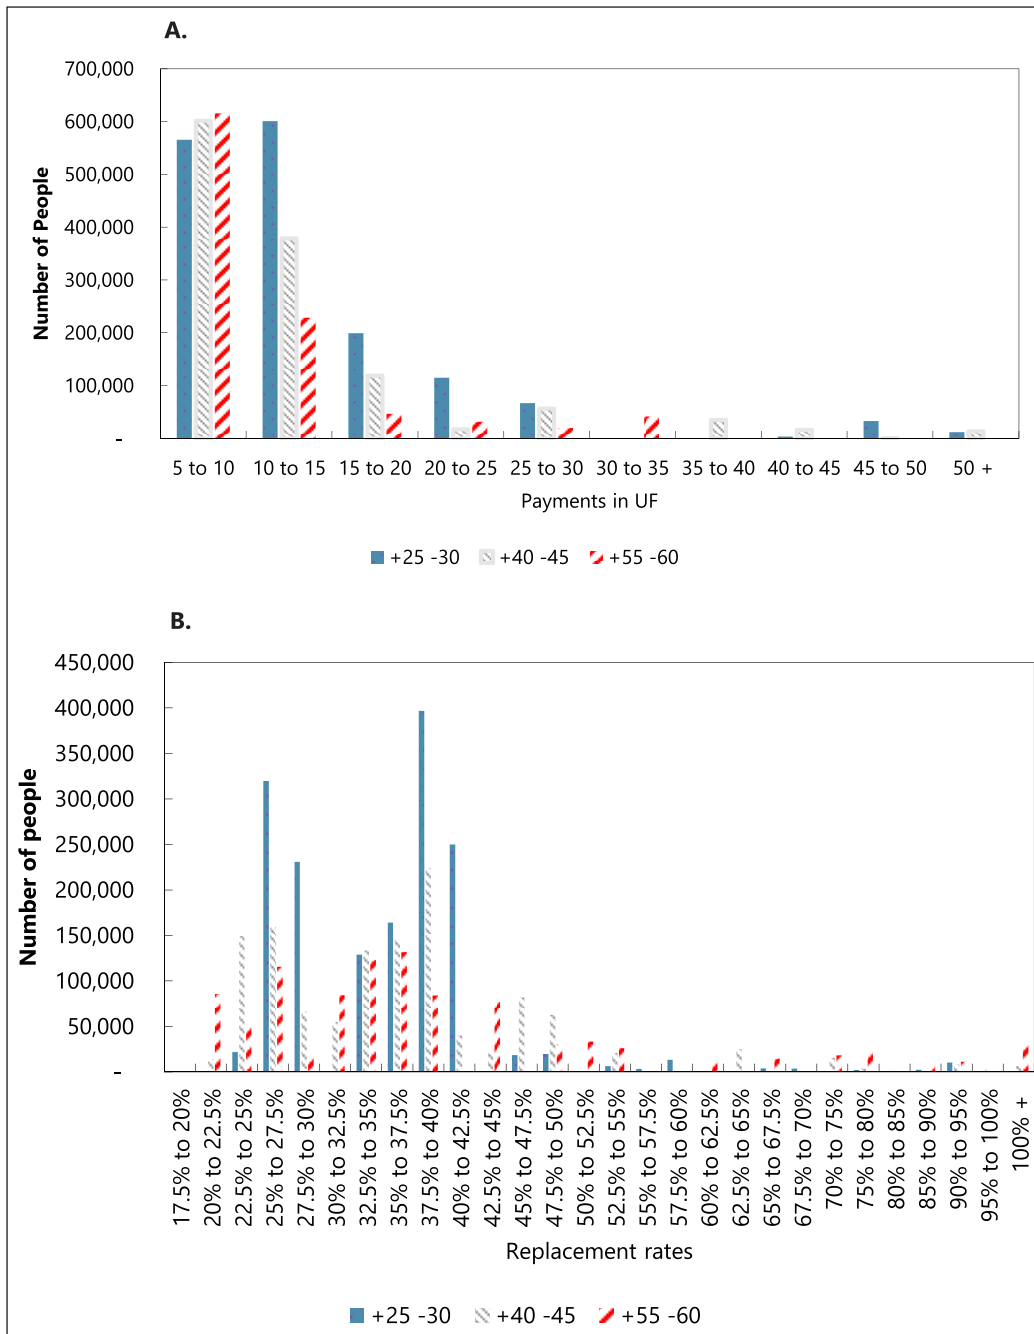 A.
700,000
600,000
500,000
400,000
300,000
200,000
100,000
-
Number of People
5 to 10 10 to 15 15 to 20 20 to 25 25 to 30 30 to 35 35 to 40 40 to 45 45 to 50 50 +
Payments in UF
+25 -30 +40 -45 +55 -60
B.
450,000
400,000
350,000
300,000
250,000
200,000
150,000
100,000
50,000
-
Number of people
17.5% to 20%
20% to 22.5%
22.5% to 25%
25% to 27.5%
27.5% to 30%
30% to 32.5%
32.5% to 35%
35% to 37.5%
37.5% to 40%
40% to 42.5%
42.5% to 45%
45% to 47.5%
47.5% to 50%
50% to 52.5%
52.5% to 55%
55% to 57.5%
57.5% to 60%
60% to 62.5%
62.5% to 65%
65% to 67.5%
67.5% to 70%
70% to 75%
75% to 80%
80% to 85%
85% to 90%
90% to 95%
95% to 100%
100% +
Replacement rates
+25 -30 +40 -45 +55 -60